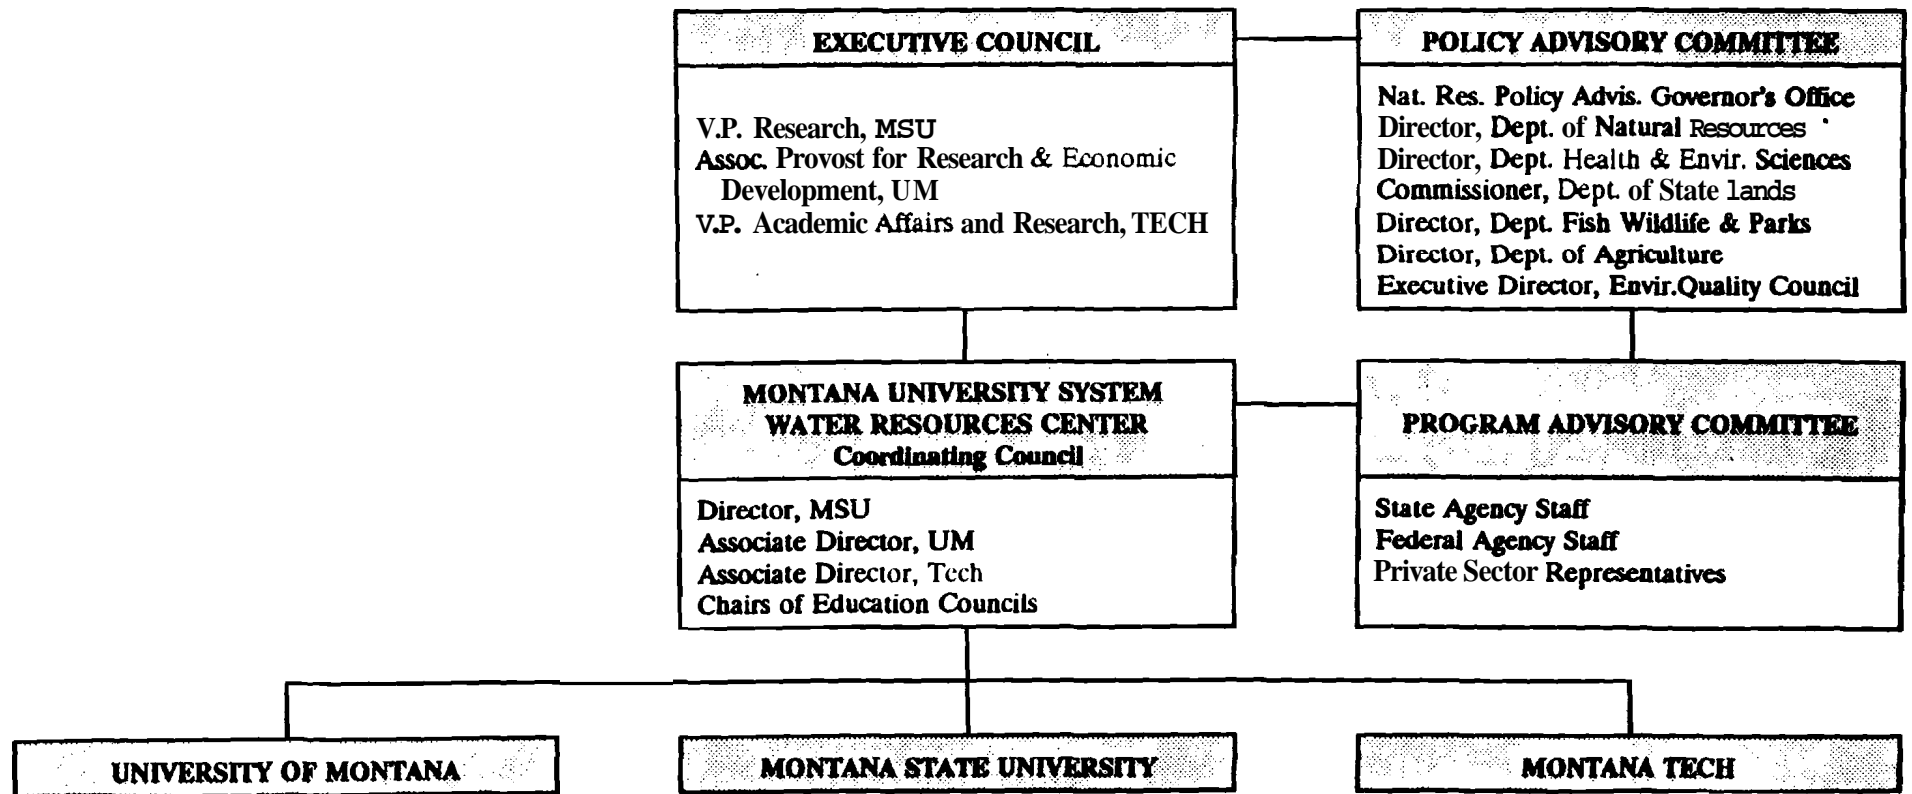 EXECUTIVE COUNCIL
V.P. Research, MSU
Assoc. Provost for Research & Economic
Development, UM
V.P. Academic Affairs and Research, TECH
POLICY ADVISORY COMMITTEE
Nat. Res. Policy Advis. Governor's Office
Director, Dept. of Natural Resources
Director, Dept. Health & Envir. Sciences
Commissioner, Dept. of State lands
Director, Dept. Fish Wildlife & Parks
Director, Dept. of Agriculture
Executive Director, Envir.Quality Council
MONTANA UNIVERSITY SYSTEM
WATER RESOURCES CENTER
Coordinating Council
Director, MSU
Associate Director, UM
Associate Director, Tech
Chairs of Education Councils
PROGRAM ADVISORY COMMITTEE
State Agency Staff
Federal Agency Staff
Private Sector Representatives
UNIVERSITY OF MONTANA
MONTANA STATE UNIVERSITY
MONTANA TECH